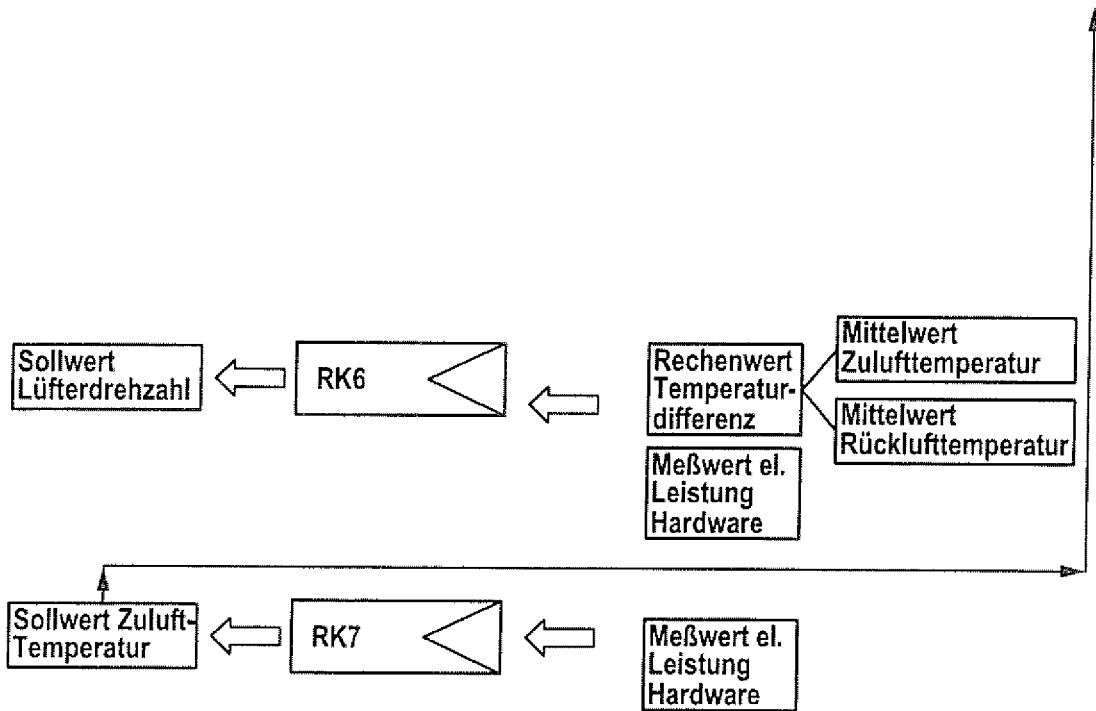 Sollwert
Lüfterdrehzahl
RK6
Rechenwert
Temperatur-
differenz
Mittelwert
Zulufttemperatur
Mittelwert
Rücklufttemperatur
Meßwert el.
Leistung
Hardware
Sollwert Zuluft-
Temperatur
RK7
Meßwert el.
Leistung
Hardware